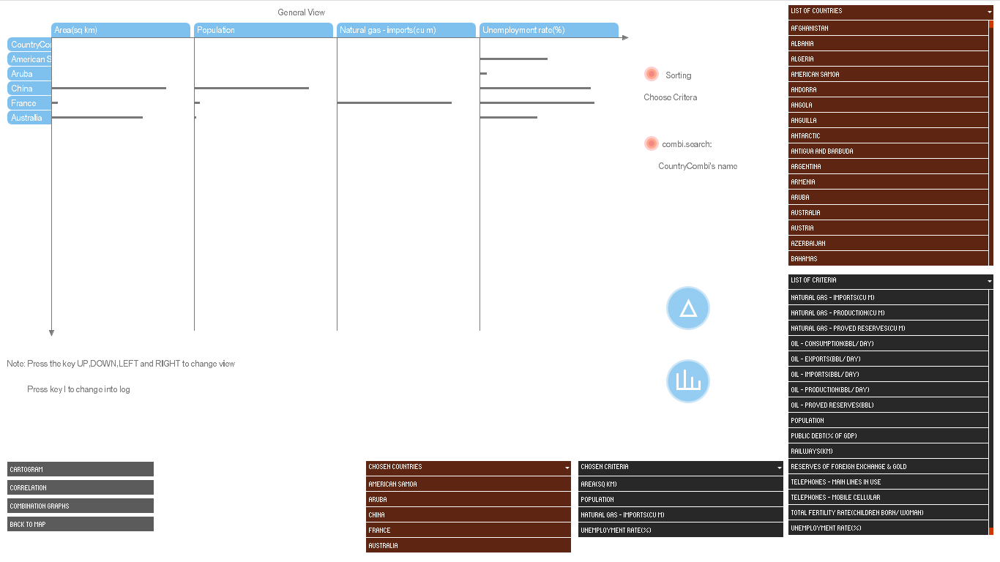 General View
Area(sq km) Population Natural gas - imports(cu m) Unemployment rate(%)
CountryCo
American S
Aruba
China
France
Australia
Sorting
Choose Critera
combi.search:
CountryCombi's name
Note: Press the key UP,DOWN,LEFT and RIGHT to change view
Press key l to change into log
CARTOGRAM
CORRELATION
COMBINATION GRAPHS
BACK TO MAP
CHOSEN COUNTRIES
AMERICAN SAMOA
ARUBA
CHINA
FRANCE
AUSTRALIA
CHOSEN CRITERIA
AREA(SQ KM)
POPULATION
NATURAL GAS - IMPORTS(CU M)
UNEMPLOYMENT RATE(%)
LIST OF COUNTRIES
AFGHANISTAN
ALBANIA
ALGERIA
AMERICAN SAMOA
ANDORRA
ANGOLA
ANGUILLA
ANTARCTIC
ANTIGUA AND BARBUDA
ARGENTINA
ARMENIA
ARUBA
AUSTRALIA
AUSTRIA
AZERBAIJAN
BAHAMAS
LIST OF CRITERIA
NATURAL GAS - IMPORTS(CU M)
NATURAL GAS - PRODUCTION(CU M)
NATURAL GAS - PROVED RESERVES(CU M)
OIL - CONSUMPTION(BBL/DAY)
OIL - EXPORTS(BBL/DAY)
OIL - IMPORTS(BBL/DAY)
OIL - PRODUCTION(BBL/DAY)
OIL - PROVED RESERVES(BBL)
POPULATION
PUBLIC DEBT(% OF GDP)
RAILWAYS(KM)
RESERVES OF FOREIGN EXCHANGE & GOLD
TELEPHONES - MAIN LINES IN USE
TELEPHONES - MOBILE CELLULAR
TOTAL FERTILITY RATE(CHILDREN BORN/WOMAN)
UNEMPLOYMENT RATE(%)